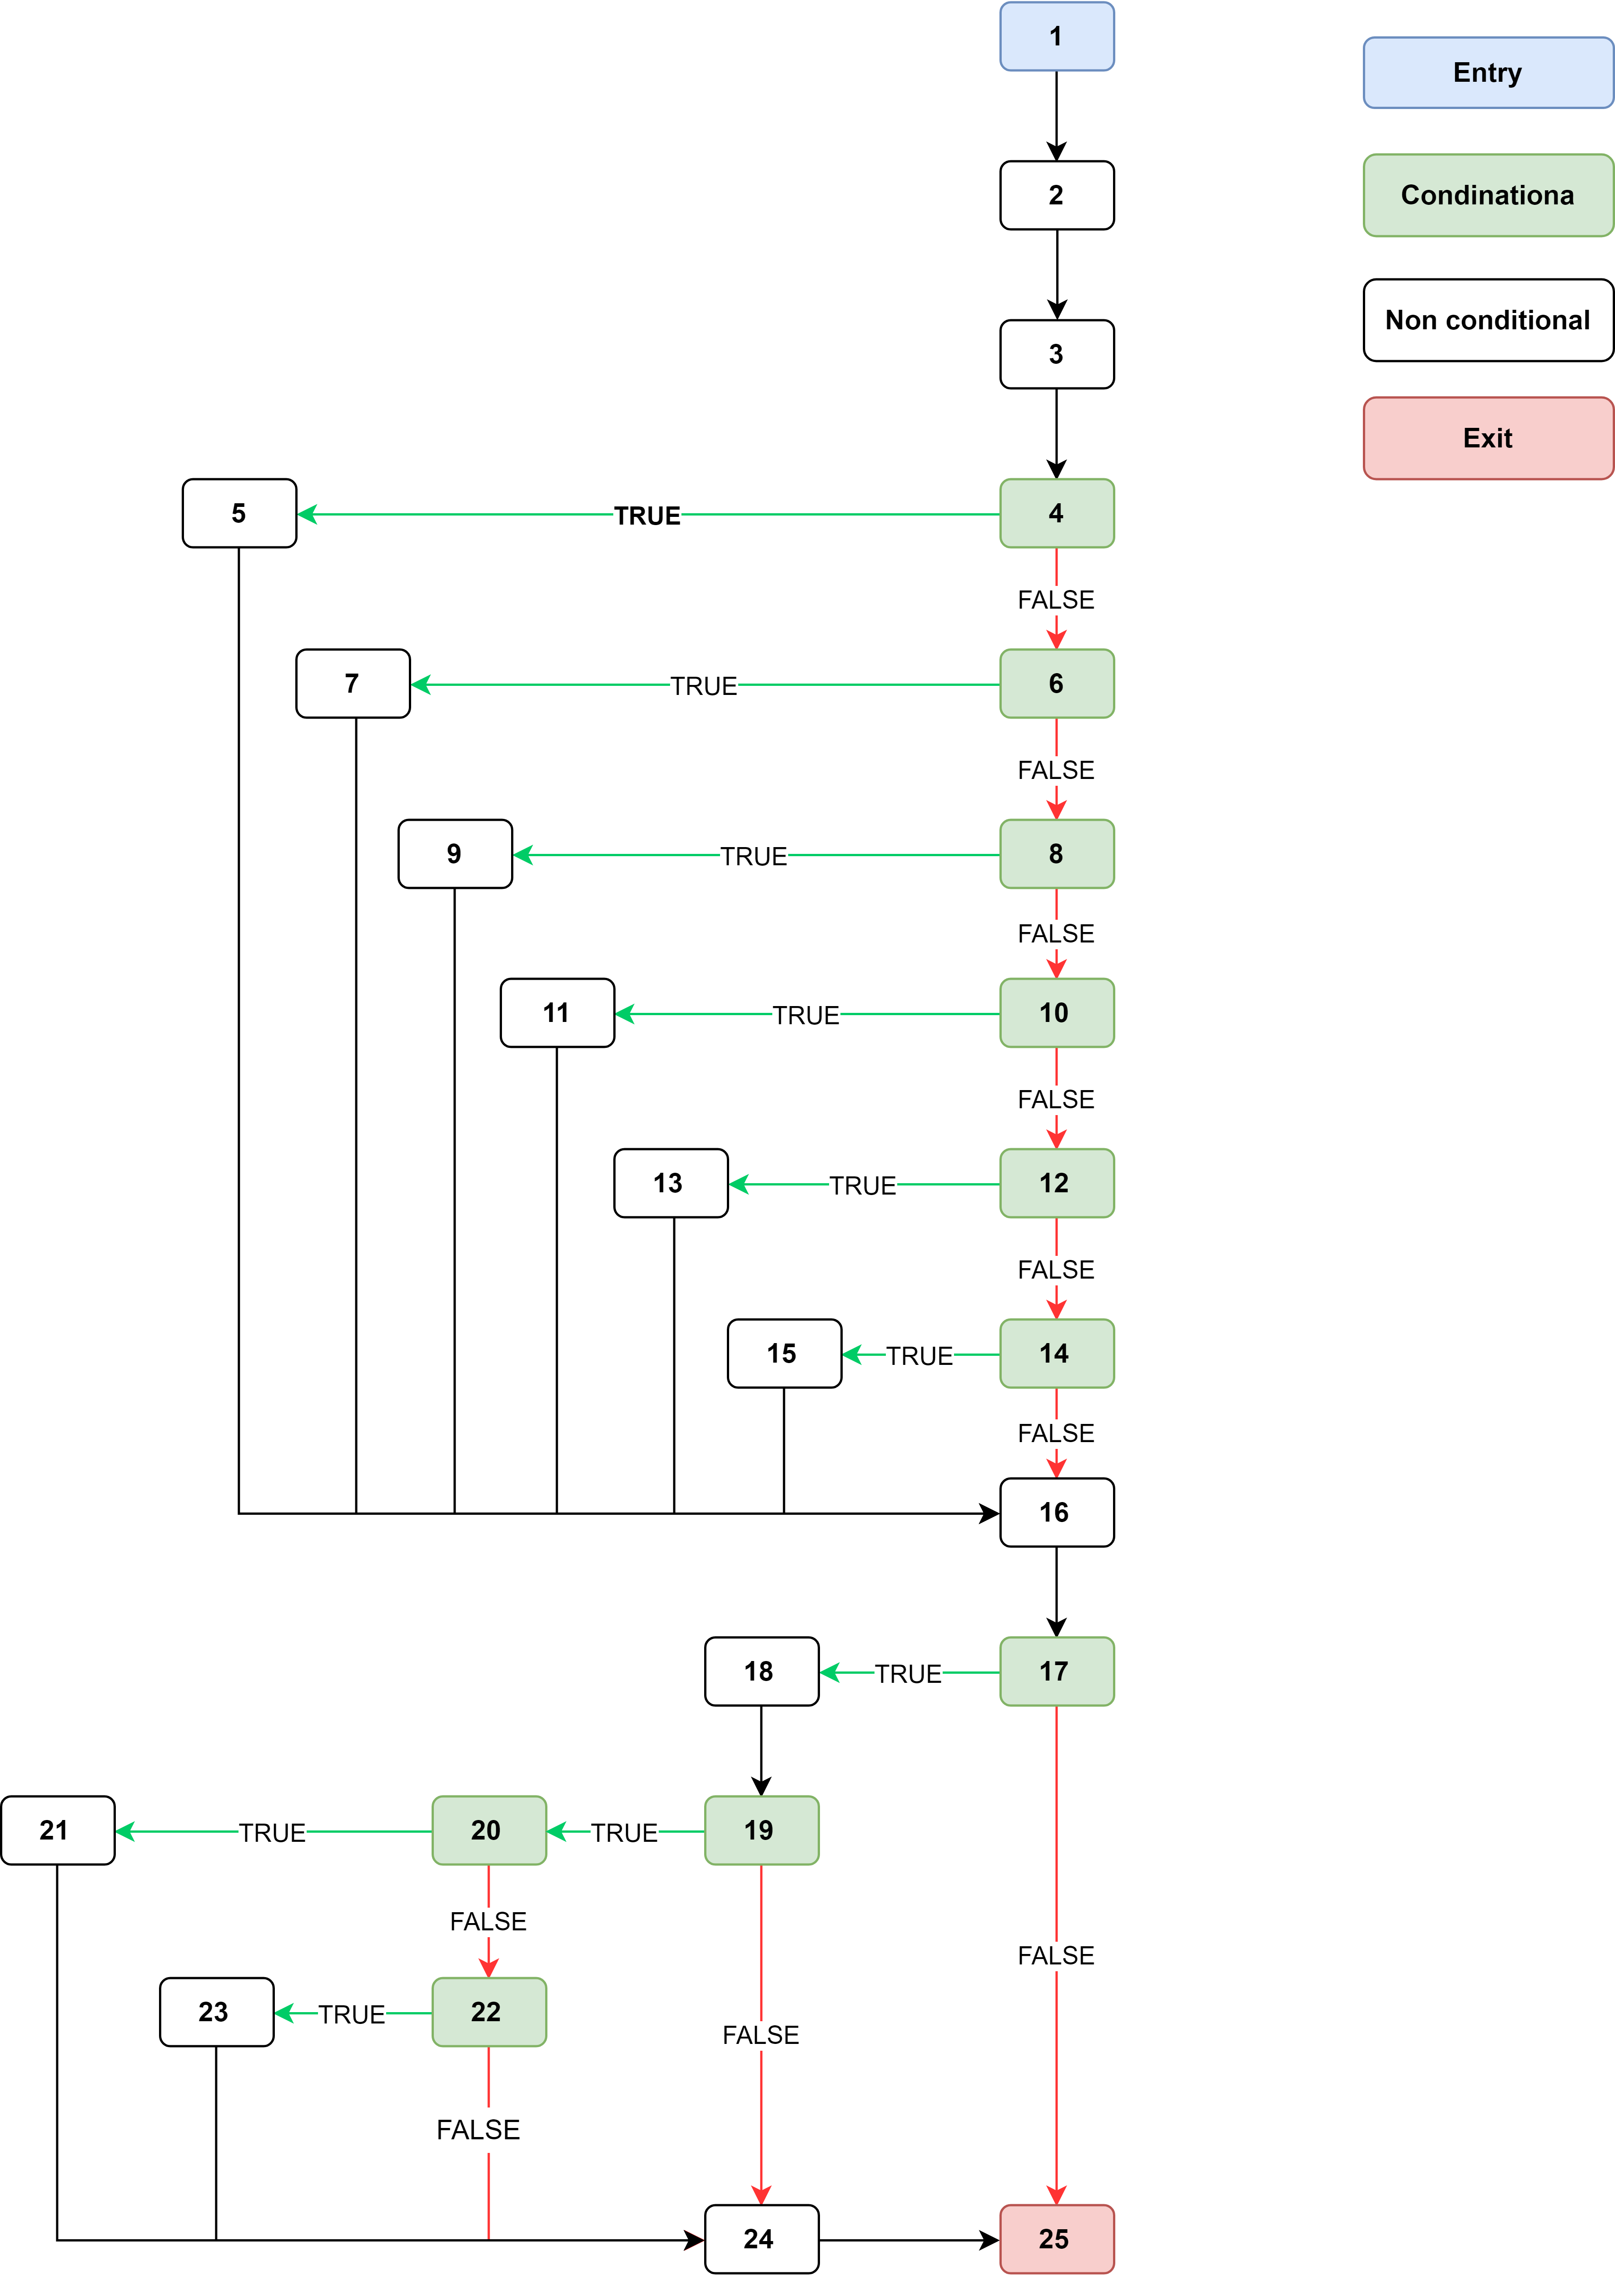 1
Entry
2
Condinationa
3
Non conditional
Exit
5
TRUE
4
FALSE
7
TRUE
6
FALSE
9
TRUE
8
FALSE
11
TRUE
10
FALSE
13
TRUE
12
FALSE
15
TRUE
14
FALSE
16
18
TRUE
17
21
TRUE
20
TRUE
19
FALSE
FALSE
23
TRUE
22
FALSE
FALSE
24
25